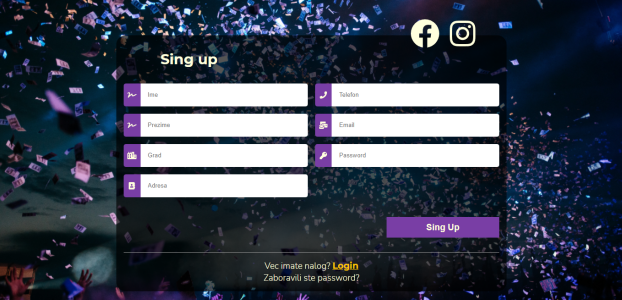 Sing up
Ime
Telefon
Prezime
Email
Grad
Password
Adresa
Sing Up
Vec imate nalog? Login
Zaboravili ste password?